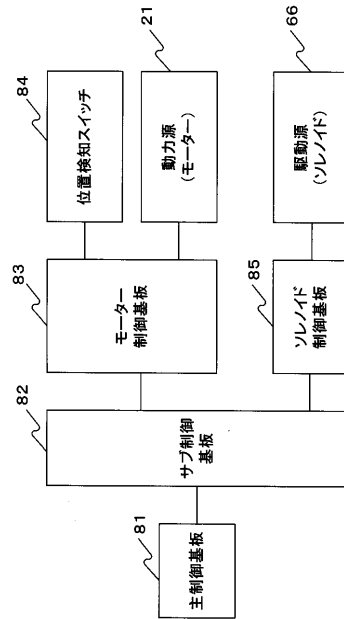 81
主制御基板
82
サブ制御
基板
83
モーター
制御基板
84
位置検知スイッチ
21
動力源
(モーター)
85
ソレノイド
制御基板
66
駆動源
(ソレノイド)